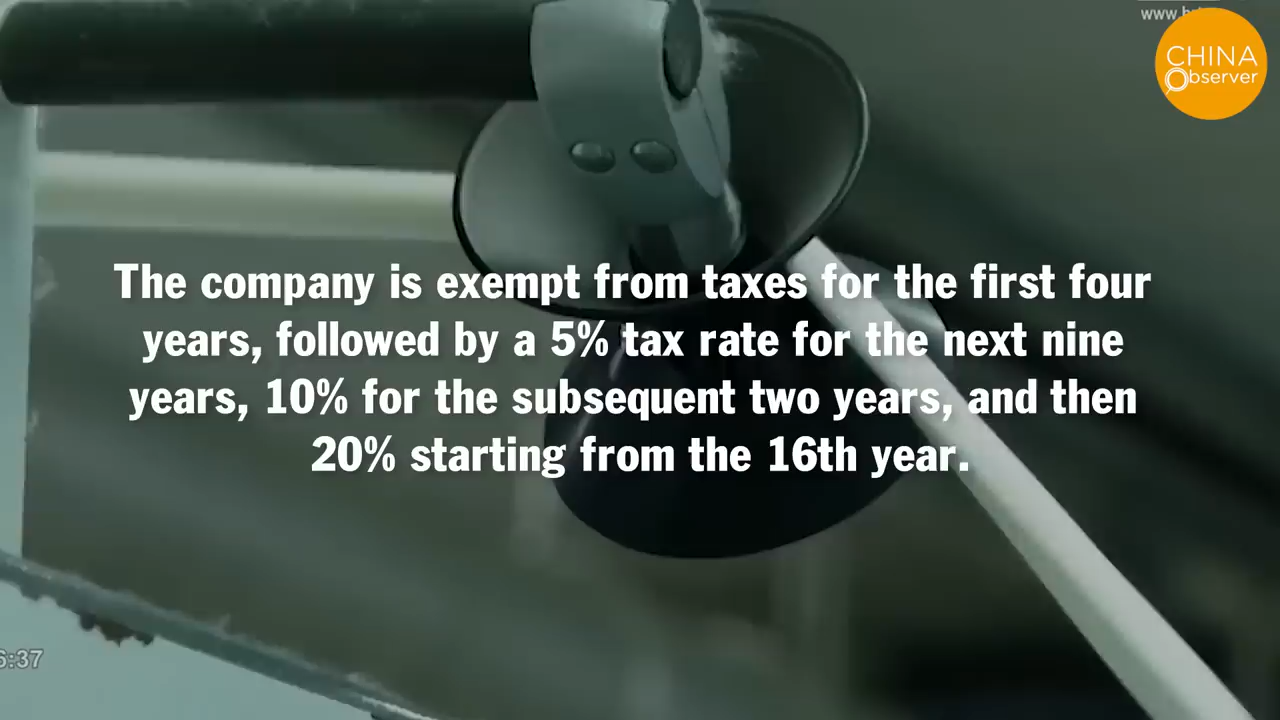 CHINA
Observer
The company is exempt from taxes for the first four
years, followed by a 5% tax rate for the next nine
years, 10% for the subsequent two years, and then
20% starting from the 16th year.
6:37